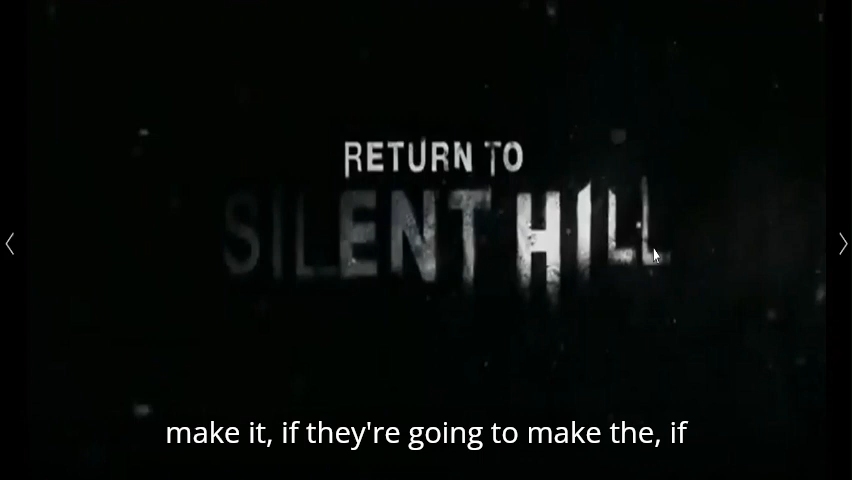 RETURN TO
SILENT HILL
make it, if they're going to make the, if